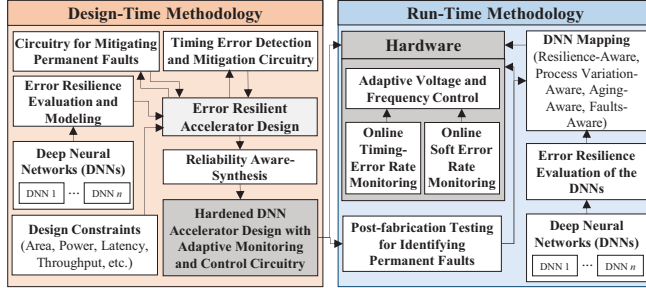 Design-Time Methodology
Circuitry for Mitigating
Permanent Faults
Timing Error Detection
and Mitigation Circuitry
Error Resilience
Evaluation and
Modeling
Error Resilient
Accelerator Design
Deep Neural
Networks (DNNs)
DNN 1 ... DNN n
Reliability Aware-
Synthesis
Design Constraints
(Area, Power, Latency,
Throughput, etc.)
Hardened DNN
Accelerator Design with
Adaptive Monitoring
and Control Circuitry
Run-Time Methodology
Hardware
Adaptive Voltage and
Frequency Control
Online
Timing-
Error Rate
Monitoring
Online
Soft Error
Rate
Monitoring
Post-fabrication Testing
for Identifying
Permanent Faults
DNN Mapping
(Resilience-Aware,
Process Variation-
Aware, Aging-
Aware, Faults-
Aware)
Error Resilience
Evaluation of the
DNNs
Deep Neural
Networks (DNNs)
DNN 1 ... DNN n